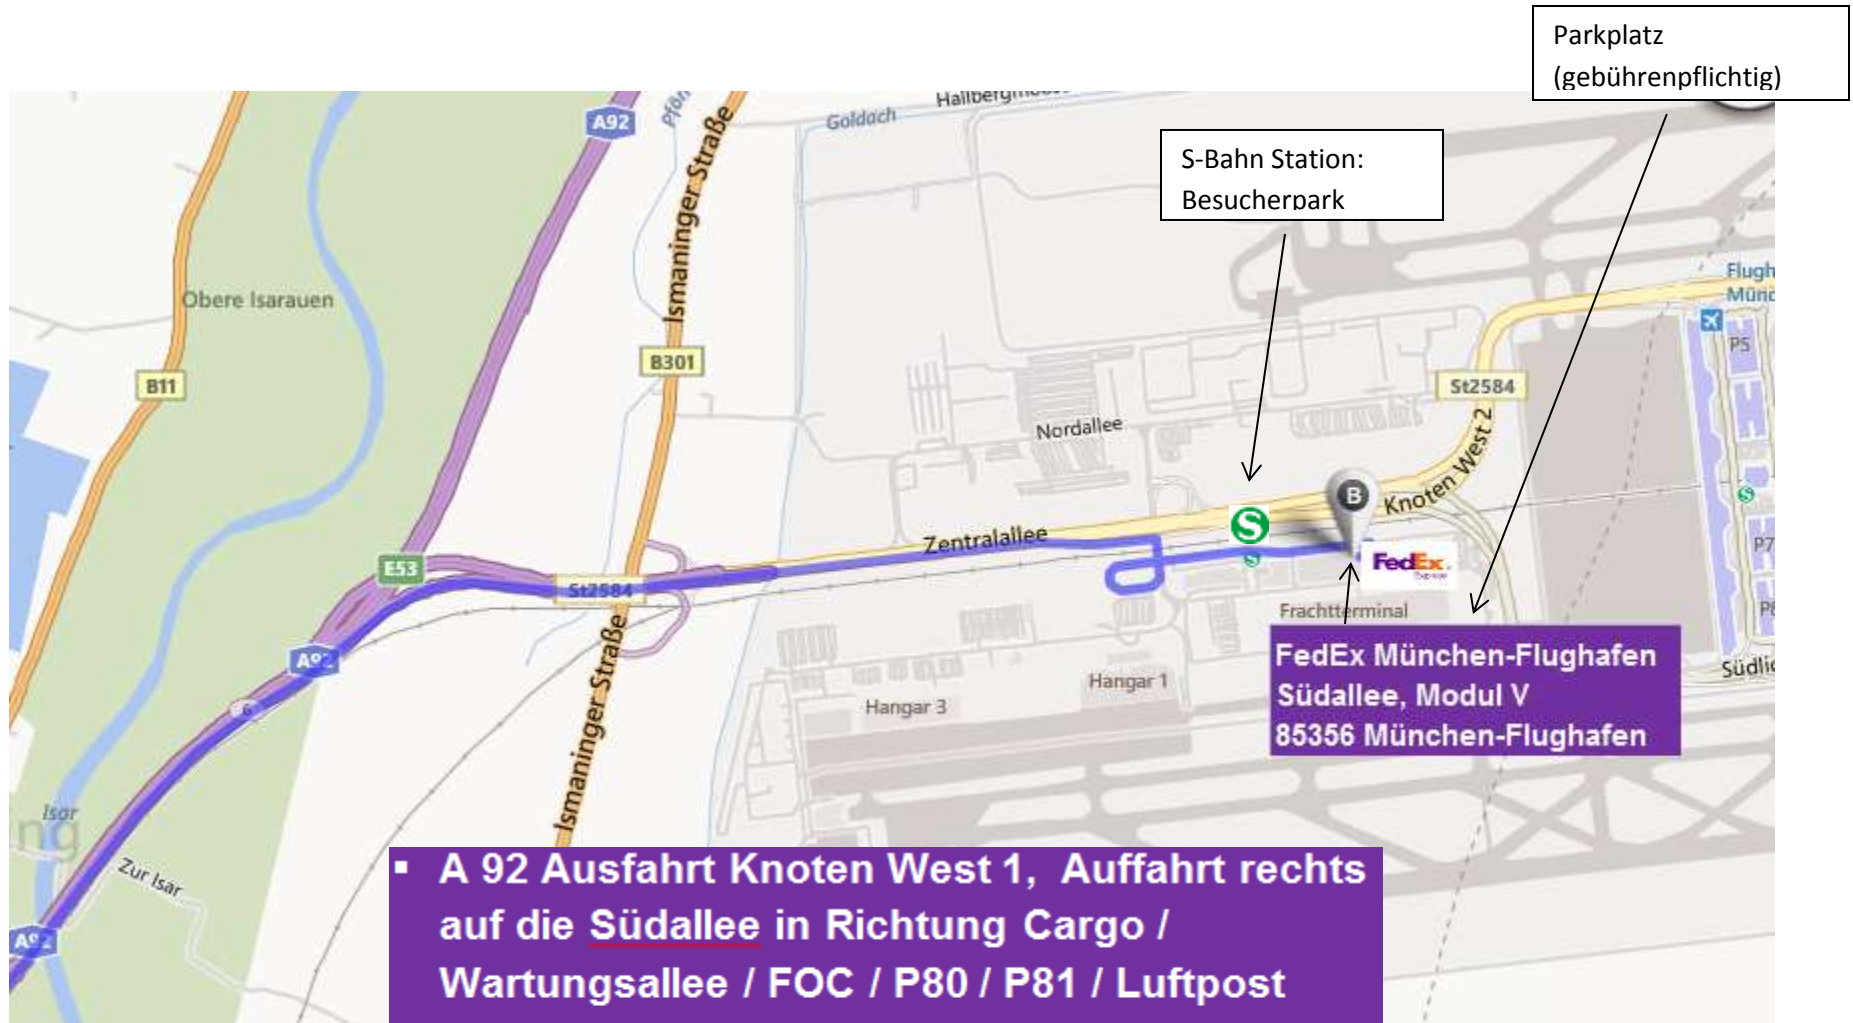 Parkplatz
(gebührenpflichtig)
A92
Goldach
S-Bahn Station:
Besucherpark
Ismaninger Straße
Obere Isarauen
B11
B301
Nordallee
St2584
Knoten West 2
P5
B
Zentralallee
S
S
S
FedEx
Express
P7
E53
St2584
Frachtterminal
A92
6
FedEx München-Flughafen
Südallee, Modul V
85356 München-Flughafen
Hangar 1
Hangar 3
Ismaninger Straße
Isar
Zur Isar
A92
▪ A 92 Ausfahrt Knoten West 1, Auffahrt rechts
auf die Südallee in Richtung Cargo /
Wartungsallee / FOC / P80 / P81 / Luftpost